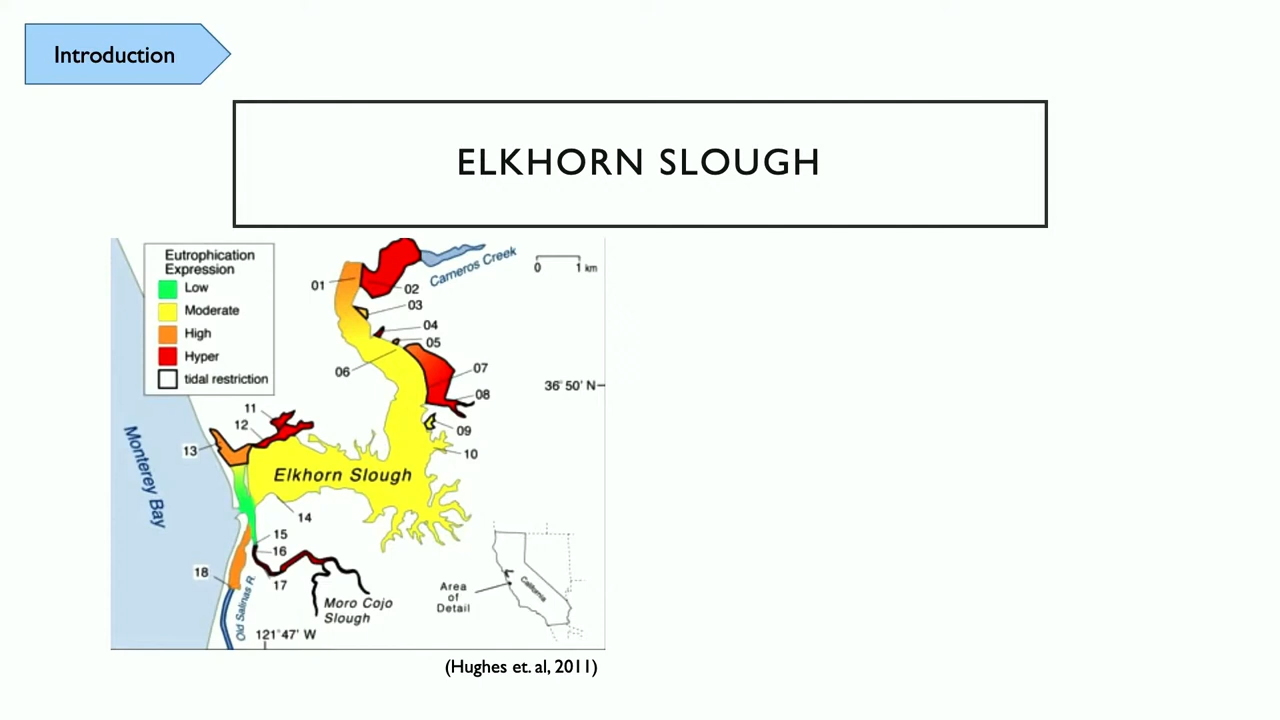 Introduction
ELKHORN SLOUGH
Eutrophication
Expression
Low
Moderate
High
Hyper
tidal restriction
Carneros Creek
0 1 km
01
02
03
04
05
06
07
36° 50' N
08
09
10
11
12
13
Monterey Bay
Elkhorn Slough
14
15
16
17
18
Old Salinas R.
Moro Cojo
Slough
121° 47' W
Area
of
Detail
California
(Hughes et. al, 2011)